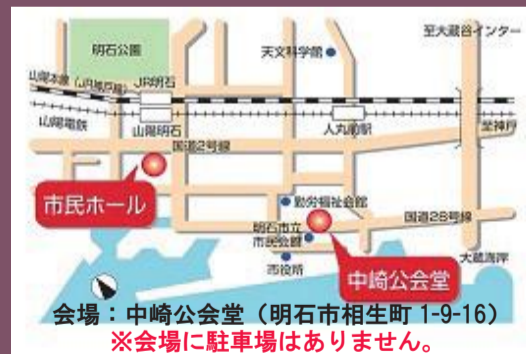 明石公園
天文科学館
至大蔵谷インター
山陽本線(JR神戸線)
JR明石
山陽電鉄
山陽明石
人丸前駅
至神戸
国道2号線
市民ホール
勤労福祉会館
国道28号線
明石市立
市民会館
市役所
中崎公会堂
大蔵海岸
会場:中崎公会堂(明石市相生町 1-9-16)
※会場に駐車場はありません。